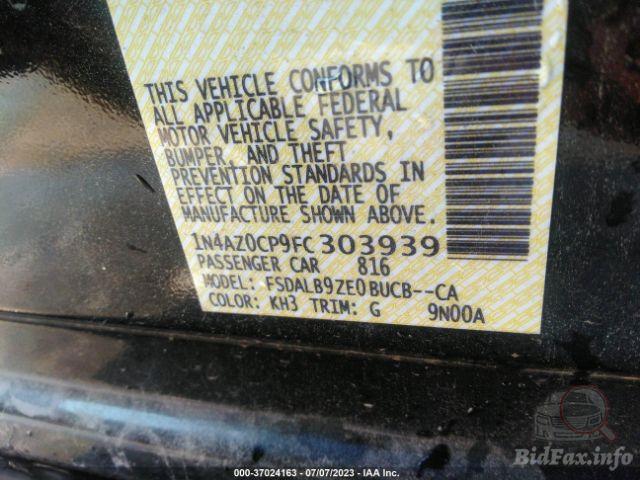 THIS VEHICLE CONFORMS TO
ALL APPLICABLE FEDERAL
MOTOR VEHICLE SAFETY,
BUMPER, AND THEFT
PREVENTION STANDARDS IN
EFFECT ON THE DATE OF
MANUFACTURE SHOWN ABOVE.
1N4AZ0CP9FC303939
PASSENGER CAR 816
MODEL: FSDALB9ZE0BUCB--CA
COLOR: KH3 TRIM: G 9N00A
BidFax.info
000-37024163 - 07/07/2023 - IAA Inc.